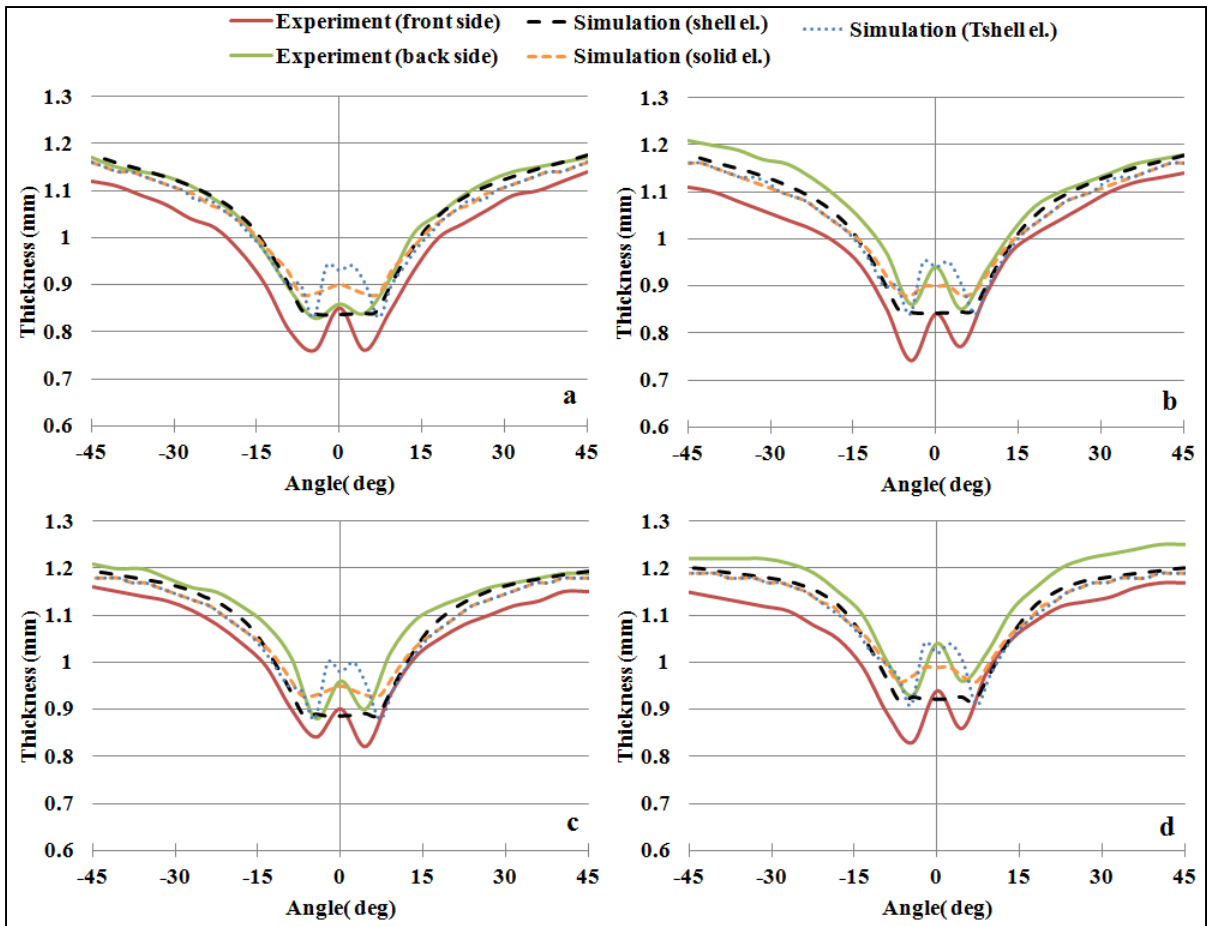 Experiment (front side) Simulation (shell el.) Simulation (Tshell el.)
Experiment (back side) Simulation (solid el.)
1.3
1.2
1.1
1
0.9
0.8
0.7
0.6
Thickness (mm)
-45 -30 -15 0 15 30 45
Angle( deg)
a
1.3
1.2
1.1
1
0.9
0.8
0.7
0.6
Thickness (mm)
-45 -30 -15 0 15 30 45
Angle( deg)
b
1.3
1.2
1.1
1
0.9
0.8
0.7
0.6
Thickness (mm)
-45 -30 -15 0 15 30 45
Angle( deg)
c
1.3
1.2
1.1
1
0.9
0.8
0.7
0.6
Thickness (mm)
-45 -30 -15 0 15 30 45
Angle( deg)
d